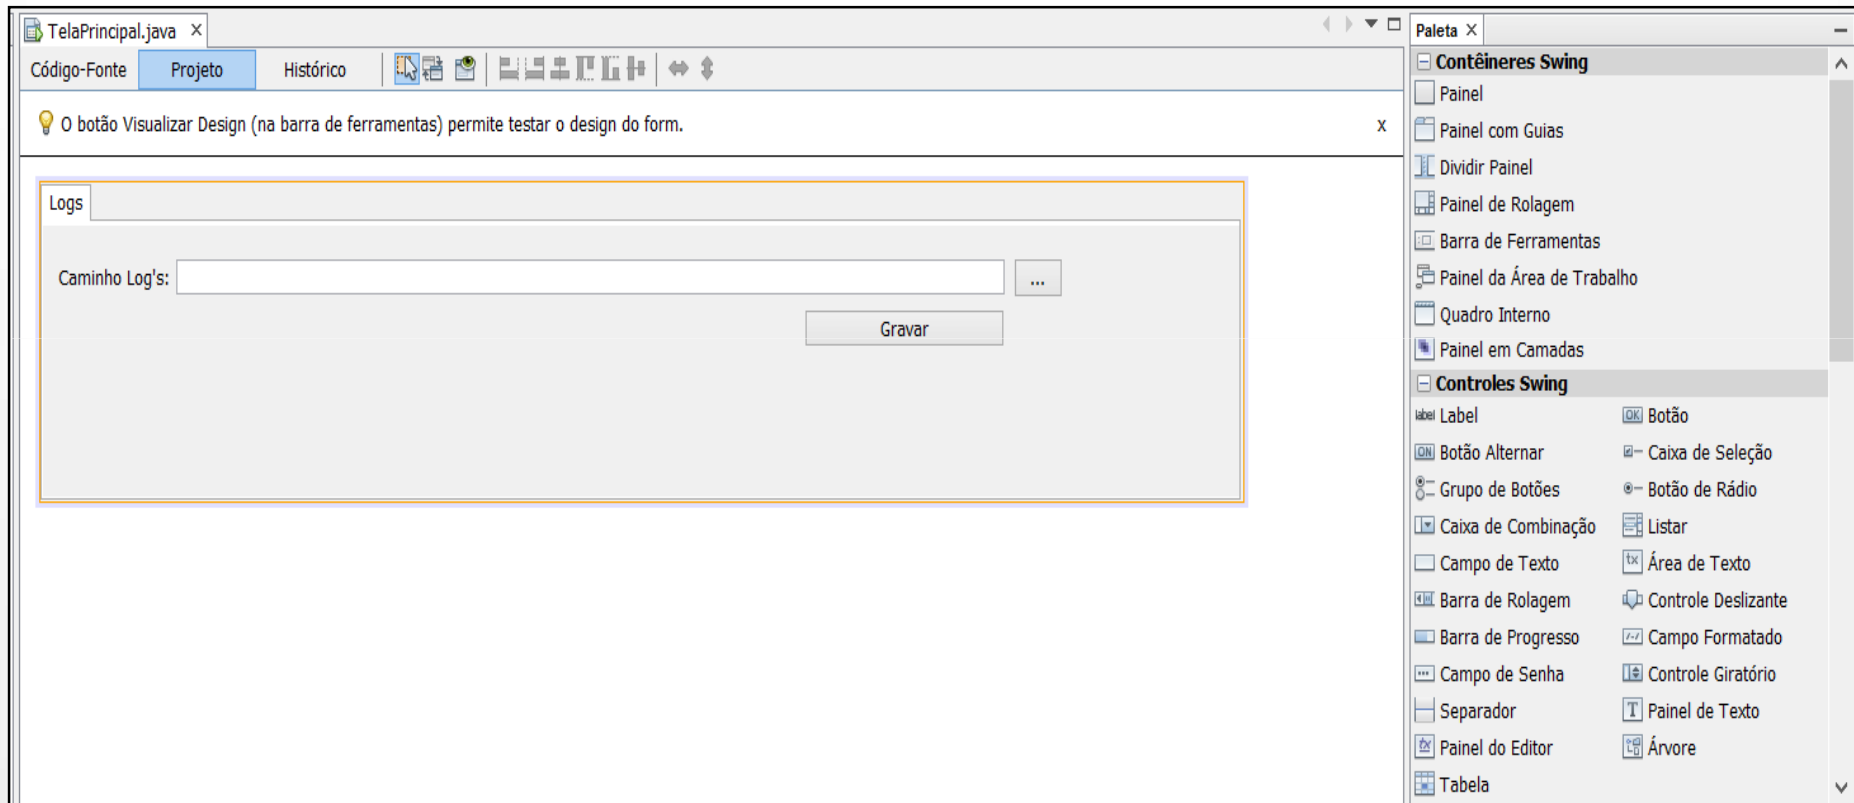 TelaPrincipal.java X
Código-Fonte Projeto Histórico
O botão Visualizar Design (na barra de ferramentas) permite testar o design do form. x
Logs
Caminho Log's: ...
Gravar
Paleta X
Contêineres Swing
Painel
Painel com Guias
Dividir Painel
Painel de Rolagem
Barra de Ferramentas
Painel da Área de Trabalho
Quadro Interno
Painel em Camadas
Controles Swing
label Label OK Botão
ON Botão Alternar Caixa de Seleção
Grupo de Botões Botão de Rádio
Caixa de Combinação Listar
Campo de Texto tx Área de Texto
Barra de Rolagem Controle Deslizante
Barra de Progresso Campo Formatado
Campo de Senha Controle Giratório
Separador T Painel de Texto
tx Painel do Editor Árvore
Tabela